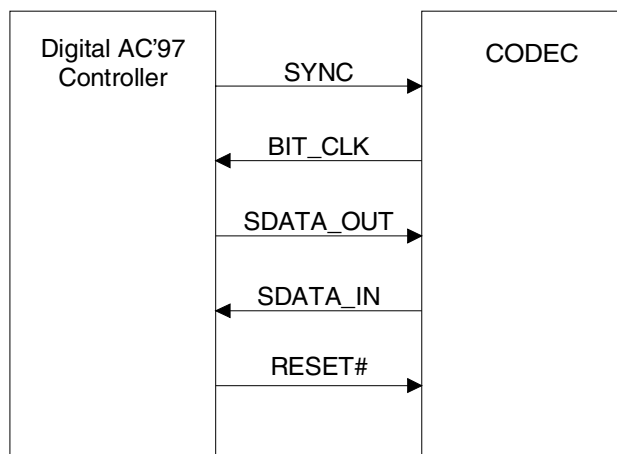 Digital AC'97
Controller
CODEC
SYNC
BIT_CLK
SDATA_OUT
SDATA_IN
RESET#